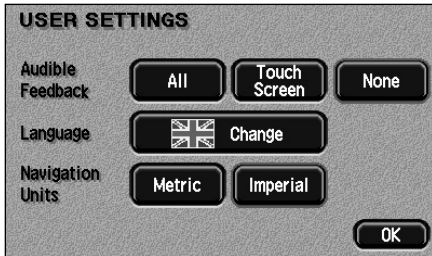 USER SETTINGS
Audible
Feedback
All
Touch
Screen
None
Language
Change
Navigation
Units
Metric
Imperial
OK